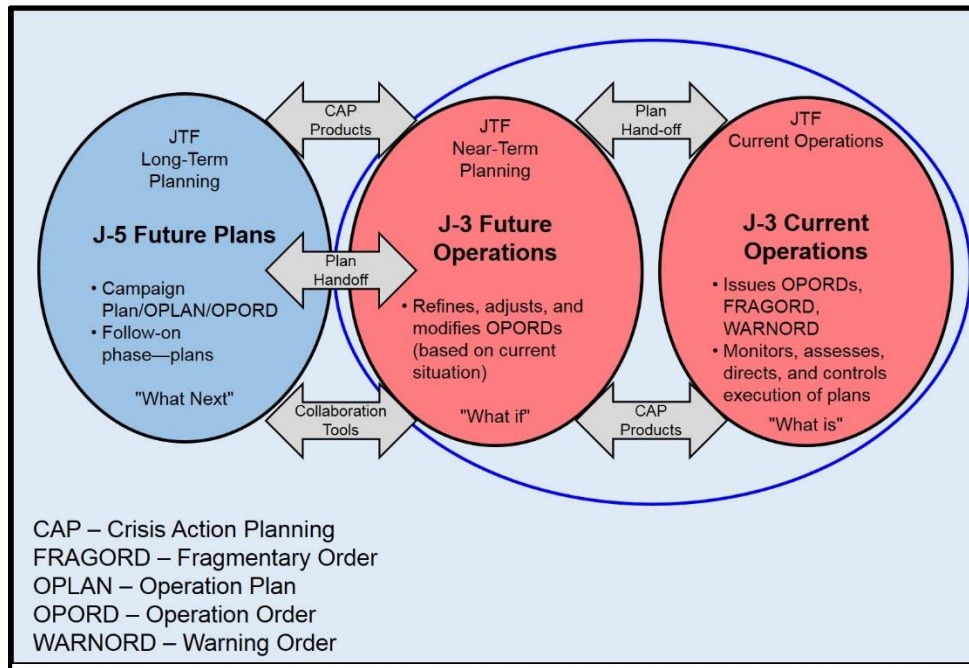 JTF
Long-Term
Planning
J-5 Future Plans
• Campaign
Plan/OPLAN/OPORD
• Follow-on
phase—plans
"What Next"
CAP
Products
Plan
Handoff
Collaboration
Tools
JTF
Near-Term
Planning
J-3 Future
Operations
• Refines, adjusts, and
modifies OPORDs
(based on current
situation)
"What if"
Plan
Hand-off
CAP
Products
JTF
Current Operations
J-3 Current
Operations
• Issues OPORDs,
FRAGORD,
WARNORD
• Monitors, assesses,
directs, and controls
execution of plans
"What is"
CAP – Crisis Action Planning
FRAGORD – Fragmentary Order
OPLAN – Operation Plan
OPORD – Operation Order
WARNORD – Warning Order